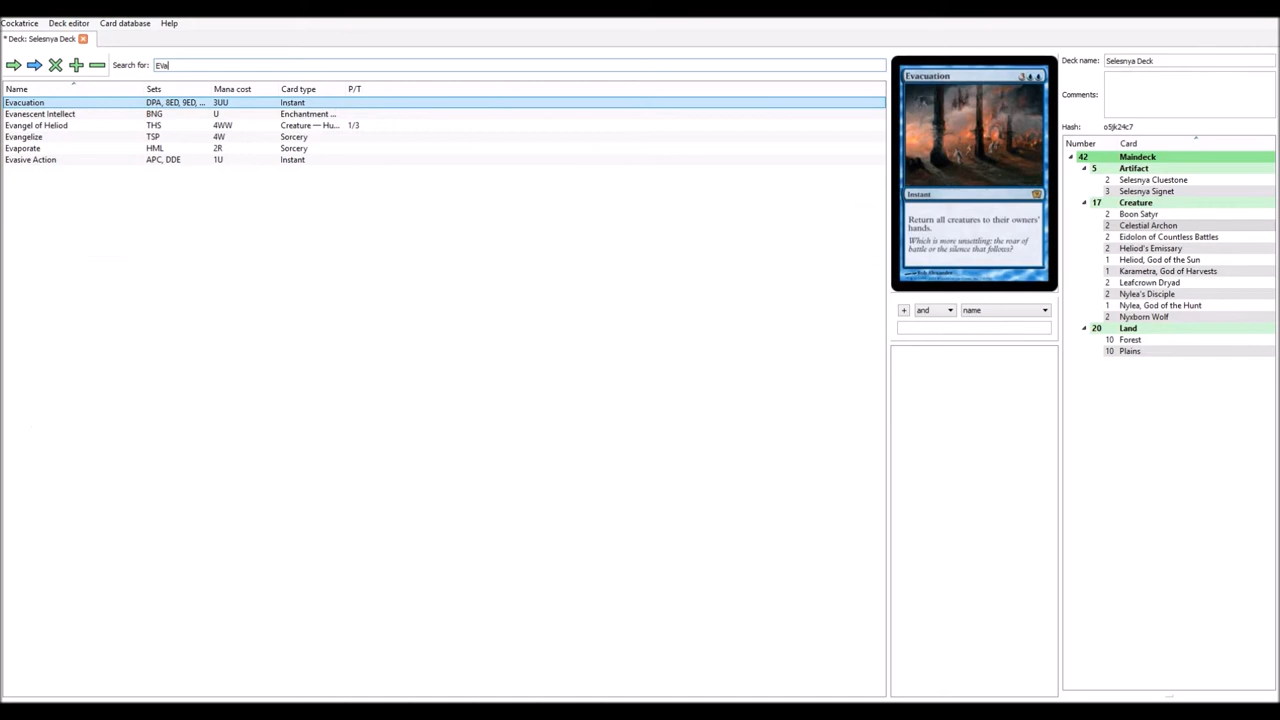 Cockatrice Deck editor Card database Help
* Deck: Selesnya Deck
Search for: EVa
Name Sets Mana cost Card type P/T
Evacuation DPA, 8ED, 9ED, ... 3UU Instant
Evanescent Intellect BNG U Enchantment ...
Evangel of Heliod THS 4WW Creature — Hu... 1/3
Evangelize TSP 4W Sorcery
Evaporate HML 2R Sorcery
Evasive Action APC, DDE 1U Instant
Evacuation 3
Instant
Return all creatures to their owners'
hands.
Which is more unsettling: the roar of
battle or the silence that follows?
Rob Alexander
+ and name
Deck name: Selesnya Deck
Comments:
Hash: o5jk24c7
Number Card
42 Maindeck
5 Artifact
2 Selesnya Cluestone
3 Selesnya Signet
17 Creature
2 Boon Satyr
2 Celestial Archon
2 Eidolon of Countless Battles
2 Heliod's Emissary
1 Heliod, God of the Sun
1 Karametra, God of Harvests
2 Leafcrown Dryad
2 Nylea's Disciple
1 Nylea, God of the Hunt
2 Nyxborn Wolf
20 Land
10 Forest
10 Plains